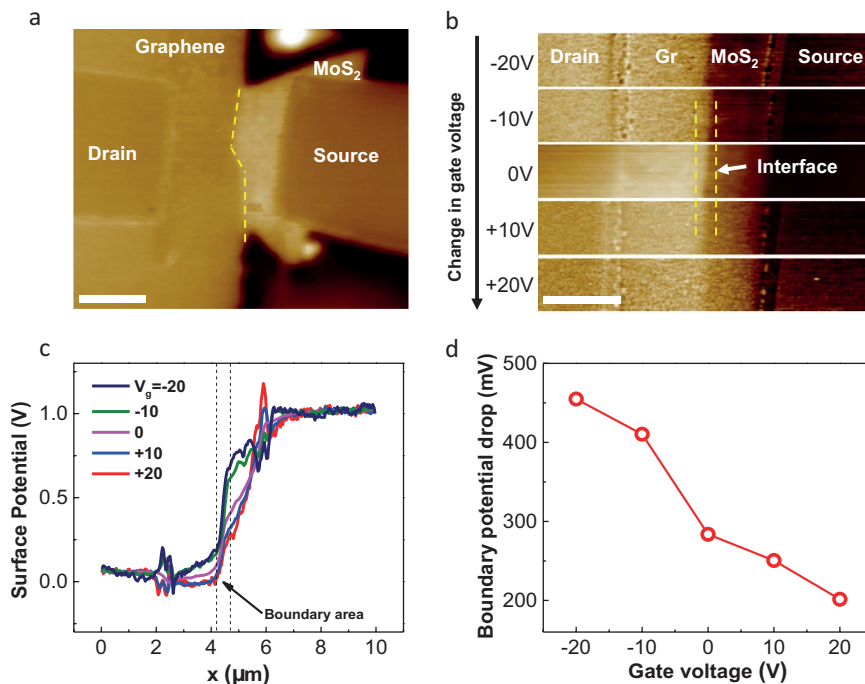 a
Graphene
MoS2
Drain
Source
b
Drain Gr MoS2 Source
-20V
-10V
0V
+10V
+20V
Interface
Change in gate voltage
c
Surface Potential (V)
1.0
0.5
0.0
Vg=-20
-10
0
+10
+20
Boundary area
0 2 4 6 8 10
x (µm)
d
Boundary potential drop (mV)
500
400
300
200
-20 -10 0 10 20
Gate voltage (V)